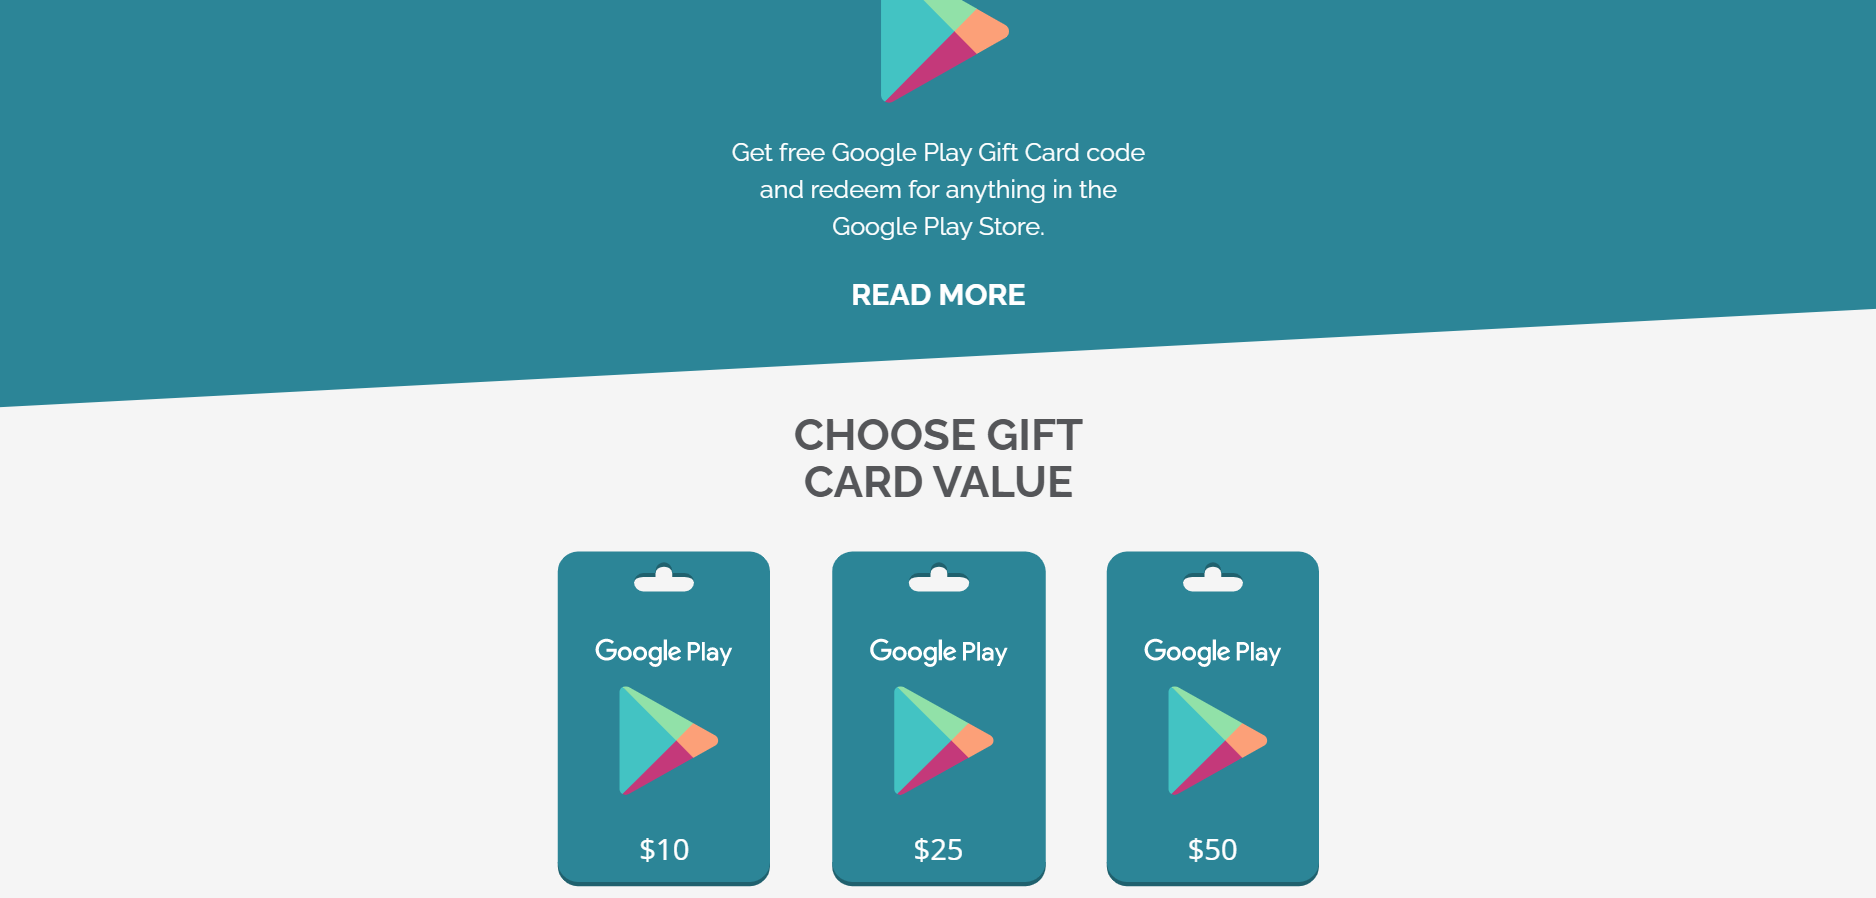 Get free Google Play Gift Card code
and redeem for anything in the
Google Play Store.
READ MORE
CHOOSE GIFT
CARD VALUE
Google Play
$10
Google Play
$25
Google Play
$50